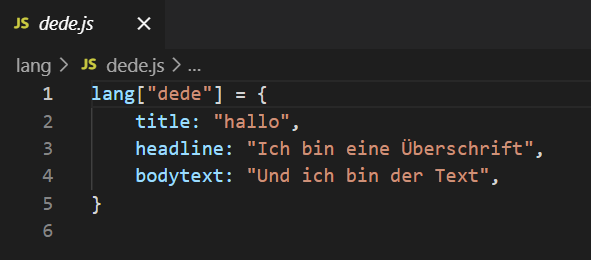 JS dede.js ×
lang > JS dede.js > ...
1 lang["dede"] = {
2 title: "hallo",
3 headline: "Ich bin eine Überschrift",
4 bodytext: "Und ich bin der Text",
5 }
6